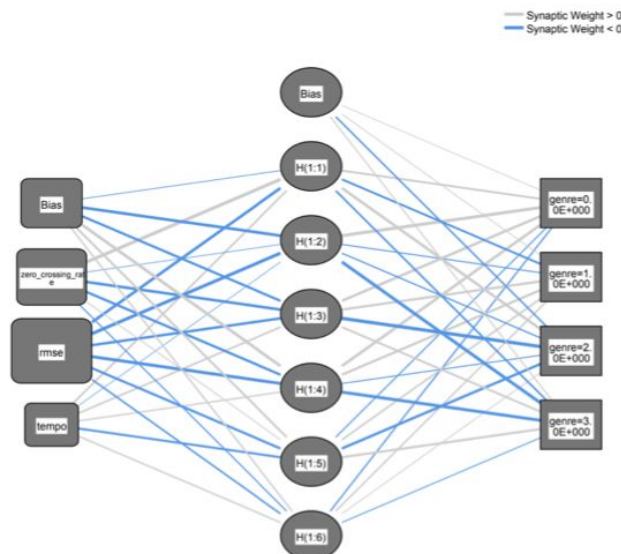 Synaptic Weight > 0
Synaptic Weight < 0
Bias
H(1:1)
Bias
genre=0.
0E+000
H(1:2)
zero_crossing_rat
e
genre=1.
0E+000
H(1:3)
rmse
genre=2.
0E+000
H(1:4)
tempo
genre=3.
0E+000
H(1:5)
H(1:6)